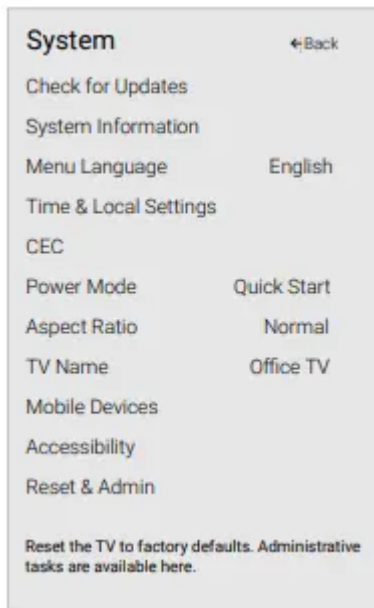 System ←Back
Check for Updates
System Information
Menu Language English
Time & Local Settings
CEC
Power Mode Quick Start
Aspect Ratio Normal
TV Name Office TV
Mobile Devices
Accessibility
Reset & Admin
Reset the TV to factory defaults. Administrative
tasks are available here.